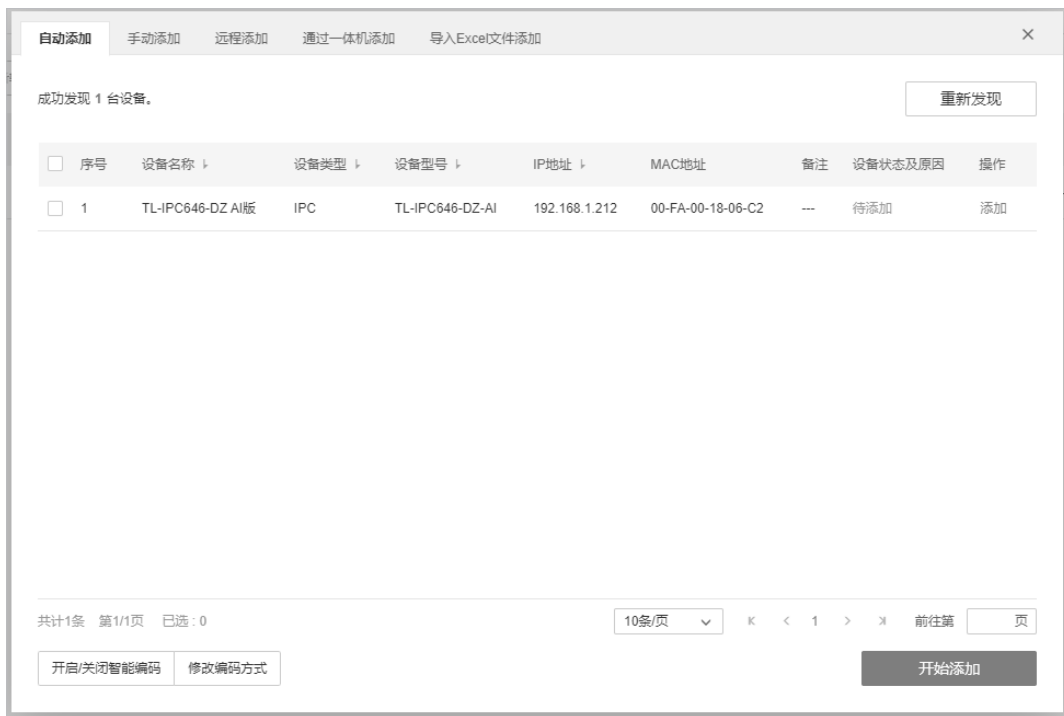 自动添加 手动添加 远程添加 通过一体机添加 导入Excel文件添加
成功发现 1 台设备。 重新发现
序号 设备名称 设备类型 设备型号 IP地址 MAC地址 备注 设备状态及原因 操作
1 TL-IPC646-DZ AI版 IPC TL-IPC646-DZ-AI 192.168.1.212 00-FA-00-18-06-C2 --- 待添加 添加
共计1条 第1/1页 已选 : 0 10条/页 1 前往第 页
开启/关闭智能编码 修改编码方式 开始添加